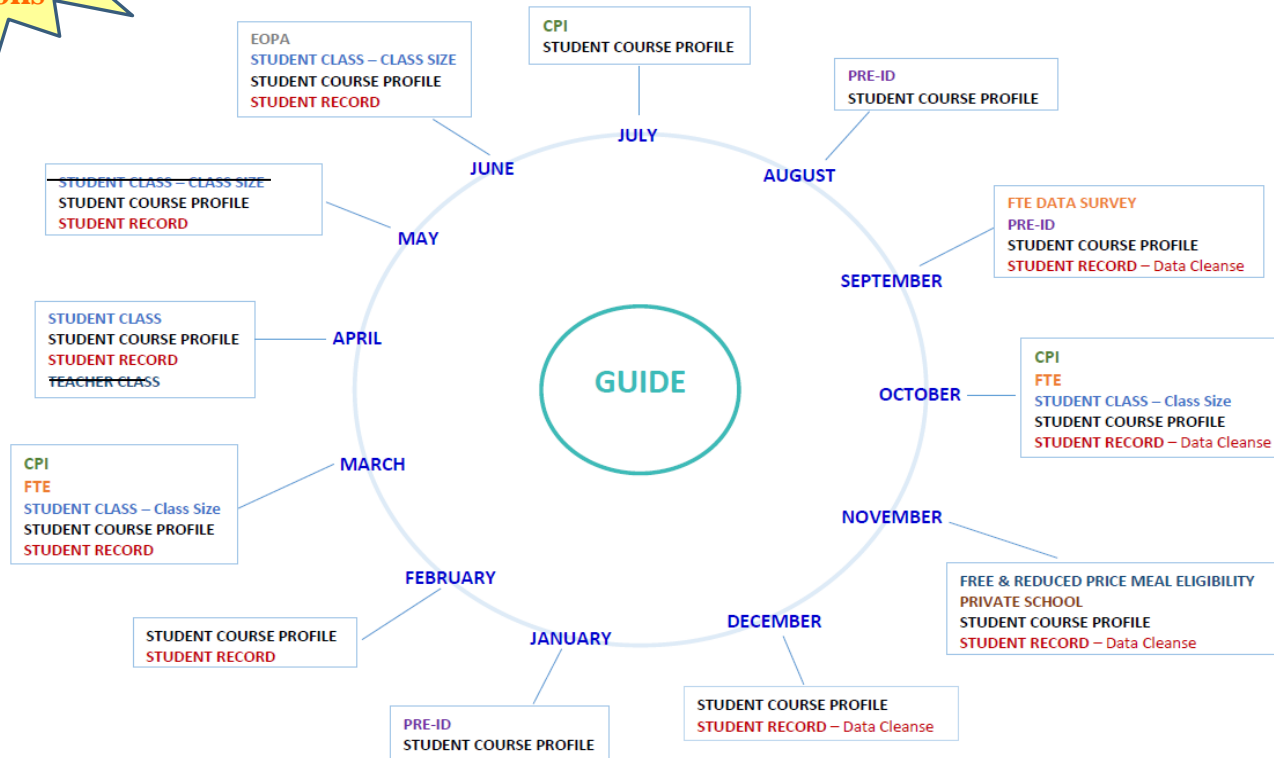 CPI
STUDENT COURSE PROFILE
JULY
PRE-ID
STUDENT COURSE PROFILE
AUGUST
FTE DATA SURVEY
PRE-ID
STUDENT COURSE PROFILE
STUDENT RECORD – Data Cleanse
SEPTEMBER
CPI
FTE
STUDENT CLASS – Class Size
STUDENT COURSE PROFILE
STUDENT RECORD – Data Cleanse
OCTOBER
NOVEMBER
FREE & REDUCED PRICE MEAL ELIGIBILITY
PRIVATE SCHOOL
STUDENT COURSE PROFILE
STUDENT RECORD – Data Cleanse
DECEMBER
STUDENT COURSE PROFILE
STUDENT RECORD – Data Cleanse
JANUARY
PRE-ID
STUDENT COURSE PROFILE
FEBRUARY
STUDENT COURSE PROFILE
STUDENT RECORD
MARCH
CPI
FTE
STUDENT CLASS – Class Size
STUDENT COURSE PROFILE
STUDENT RECORD
APRIL
STUDENT CLASS
STUDENT COURSE PROFILE
STUDENT RECORD
TEACHER CLASS
MAY
STUDENT CLASS – CLASS SIZE
STUDENT COURSE PROFILE
STUDENT RECORD
JUNE
EOPA
STUDENT CLASS – CLASS SIZE
STUDENT COURSE PROFILE
STUDENT RECORD
GUIDE